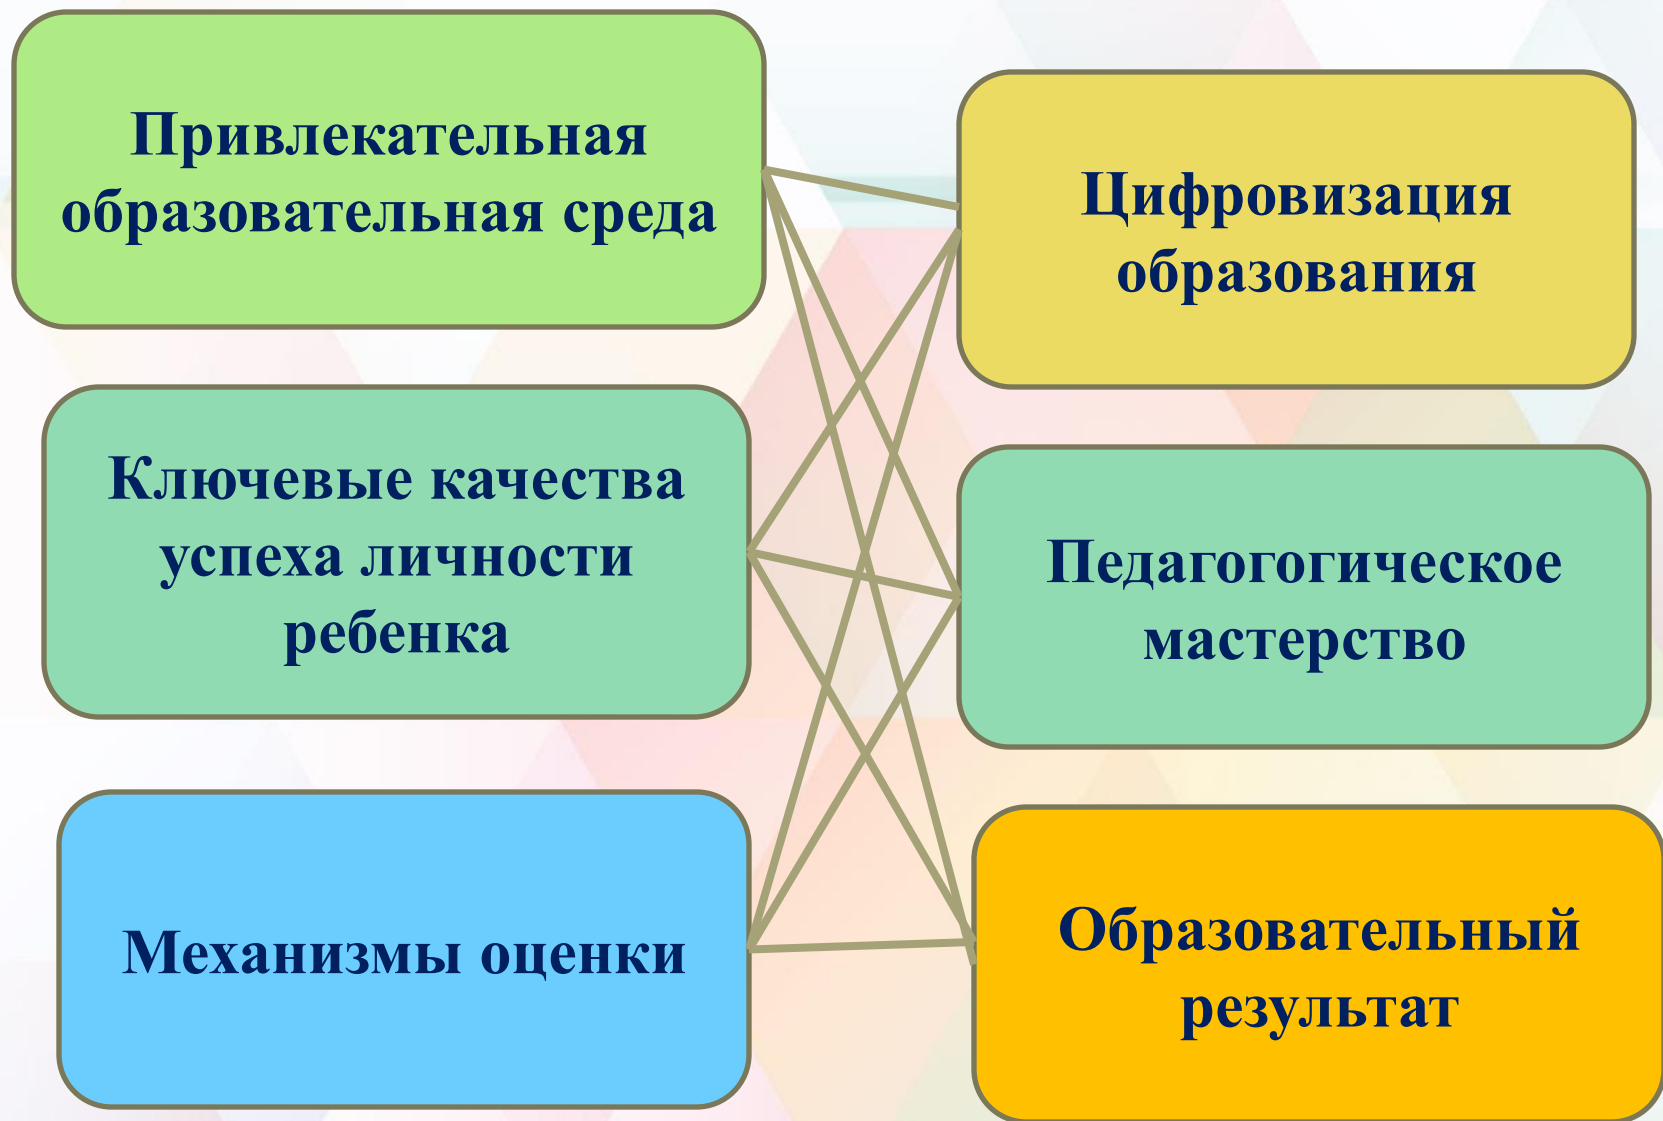 Привлекательная
образовательная среда
Ключевые качества
успеха личности
ребенка
Механизмы оценки
Цифровизация
образования
Педагогогическое
мастерство
Образовательный
результат